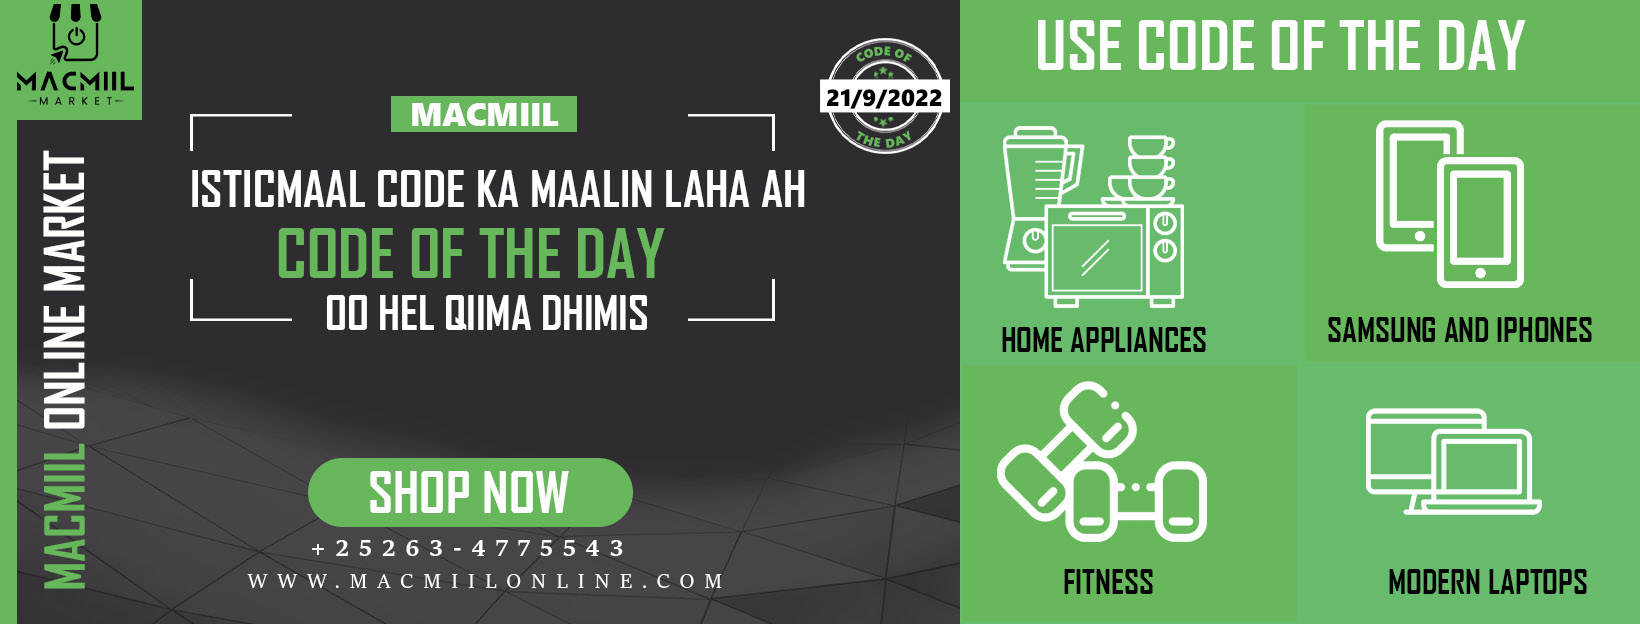 MACMIIL
MARKET
MACMIIL ONLINE MARKET
MACMIIL
ISTICMAAL CODE KA MAALIN LAHA AH
CODE OF THE DAY
OO HEL QIIMA DHIMIS
SHOP NOW
+25263-4775543
WWW.MACMIILONLINE.COM
CODE OF
21/9/2022
THE DAY
USE CODE OF THE DAY
HOME APPLIANCES
SAMSUNG AND IPHONES
FITNESS
MODERN LAPTOPS